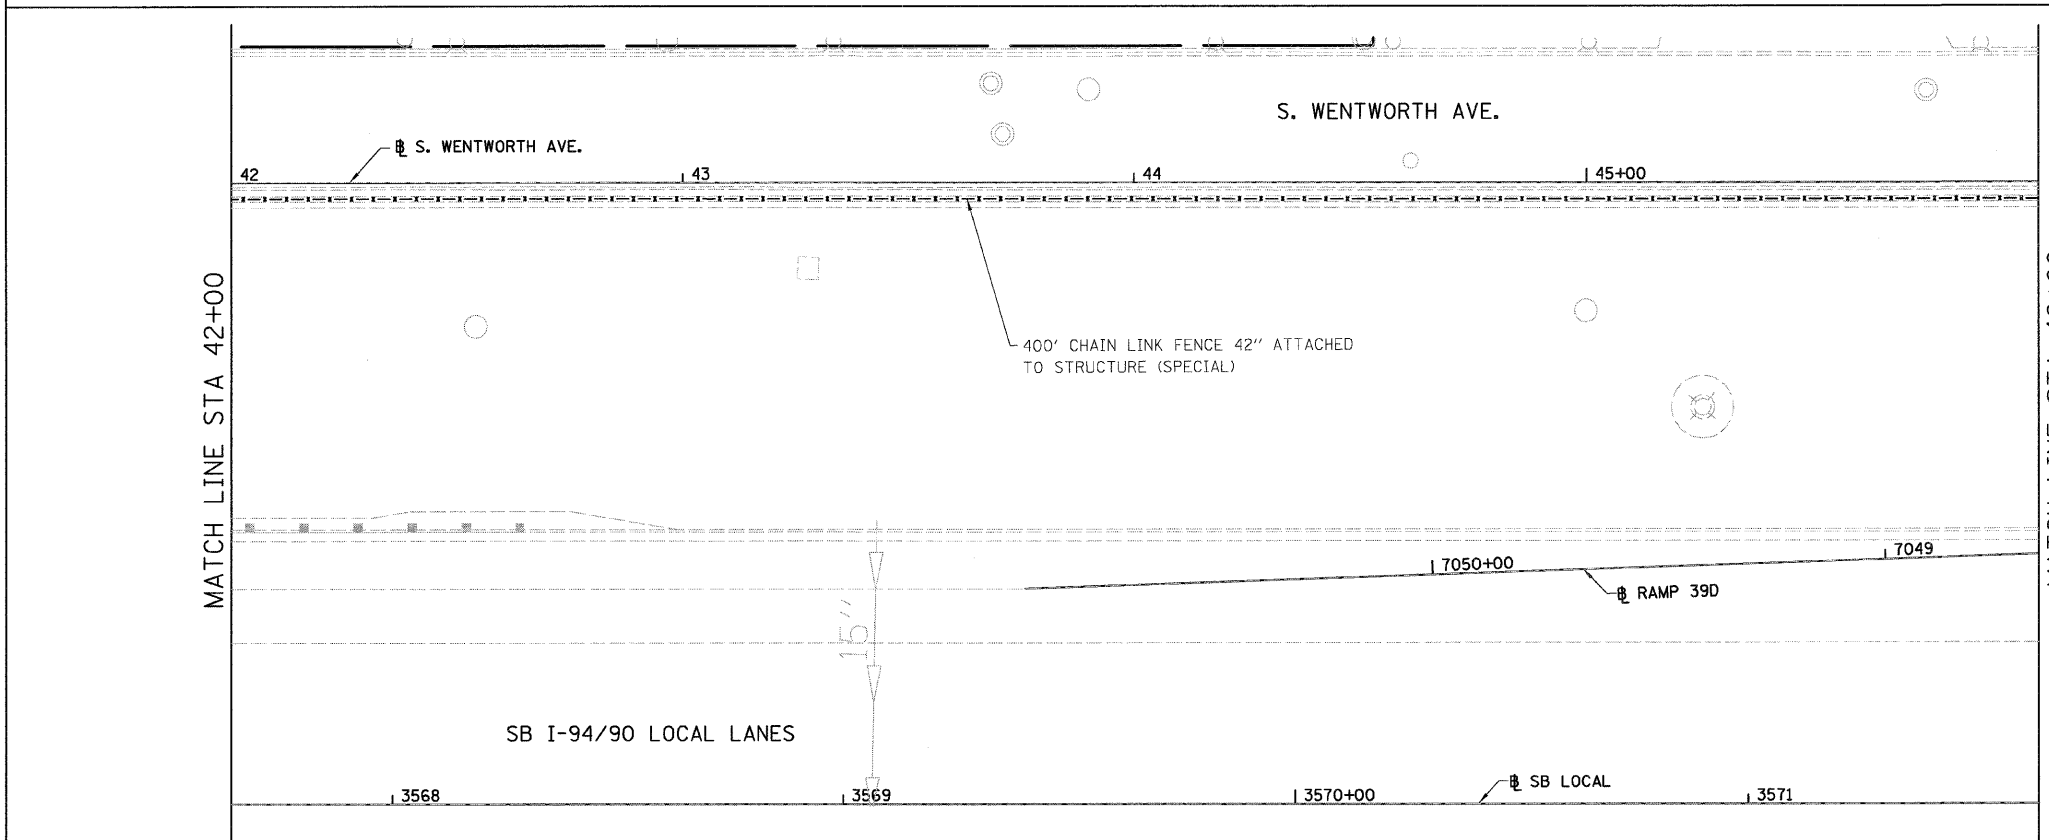 S. WENTWORTH AVE.
℄ S. WENTWORTH AVE.
42
43
44
45+00
MATCH LINE STA 42+00
400' CHAIN LINK FENCE 42" ATTACHED
TO STRUCTURE (SPECIAL)
7050+00
7049
℄ RAMP 39D
15"
SB I-94/90 LOCAL LANES
℄ SB LOCAL
3568
3569
3570+00
3571